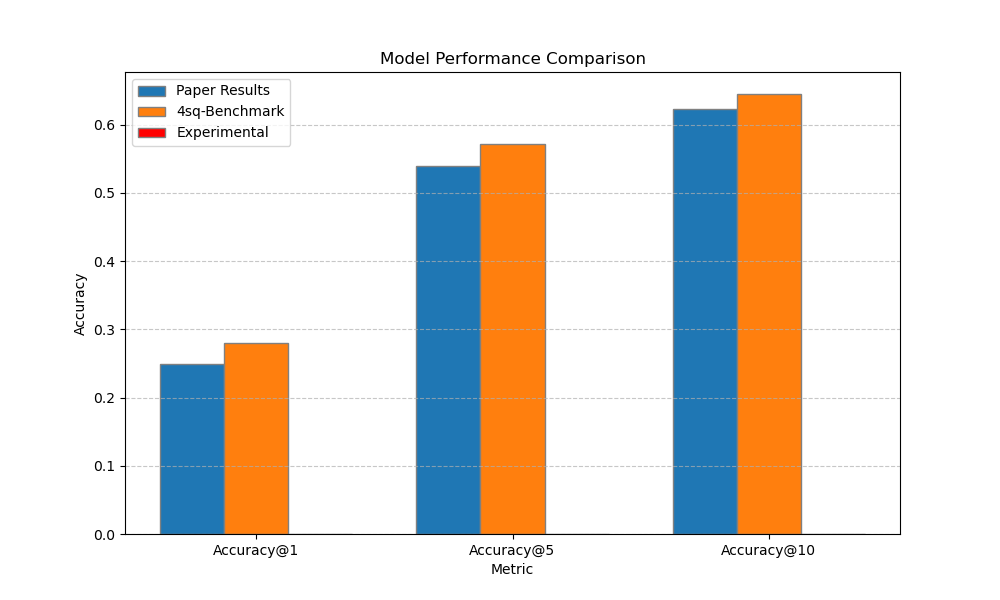 Model Performance Comparison
Paper Results
4sq-Benchmark
Experimental
Accuracy
0.6
0.5
0.4
0.3
0.2
0.1
0.0
Accuracy@1 Accuracy@5 Accuracy@10
Metric